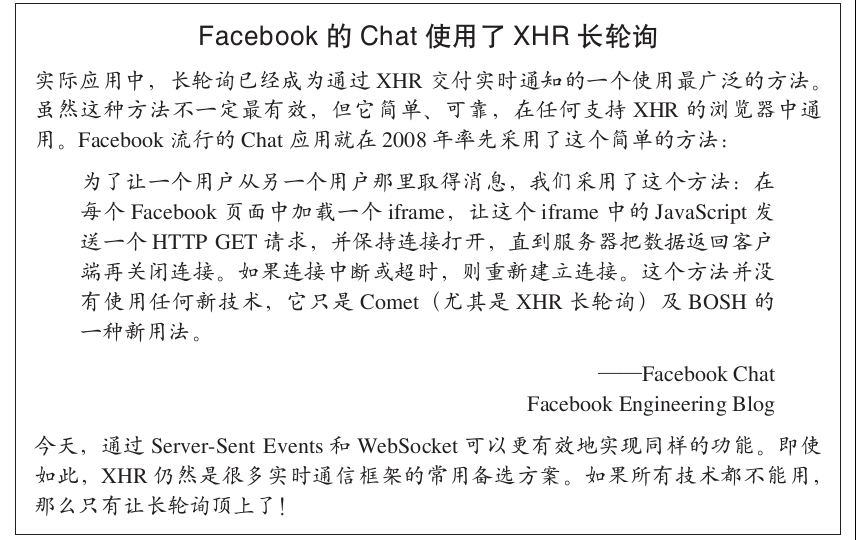 Facebook 的 Chat 使用了 XHR 长轮询
实际应用中，长轮询已经成为通过 XHR 交付实时通知的一个使用最广泛的方法。
虽然这种方法不一定最有效，但它简单、可靠，在任何支持 XHR 的浏览器中通
用。Facebook 流行的 Chat 应用就在 2008 年率先采用了这个简单的方法：
为了让一个用户从另一个用户那里取得消息，我们采用了这个方法：在
每个 Facebook 页面中加载一个 iframe，让这个 iframe 中的 JavaScript 发
送一个 HTTP GET 请求，并保持连接打开，直到服务器把数据返回客户
端再关闭连接。如果连接中断或超时，则重新建立连接。这个方法并没
有使用任何新技术，它只是 Comet（尤其是 XHR 长轮询）及 BOSH 的
一种新用法。
——Facebook Chat
Facebook Engineering Blog
今天，通过 Server-Sent Events 和 WebSocket 可以更有效地实现同样的功能。即使
如此，XHR 仍然是很多实时通信框架的常用备选方案。如果所有技术都不能用，
那么只有让长轮询顶上了！